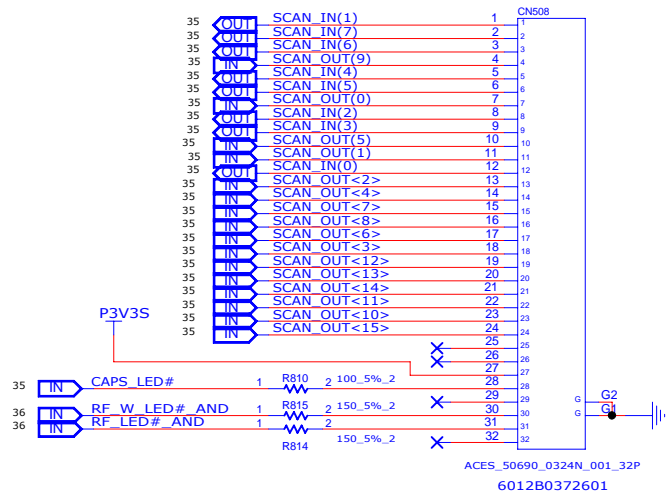 CN508
35 OUT SCAN_IN(1) 1 1
35 OUT SCAN_IN(7) 2 2
35 OUT SCAN_IN(6) 3 3
35 IN SCAN_OUT(9) 4 4
35 OUT SCAN_IN(4) 5 5
35 OUT SCAN_IN(5) 6 6
35 IN SCAN_OUT(0) 7 7
35 OUT SCAN_IN(2) 8 8
35 OUT SCAN_IN(3) 9 9
35 IN SCAN_OUT(5) 10 10
35 IN SCAN_OUT(1) 11 11
35 OUT SCAN_IN(0) 12 12
35 IN SCAN_OUT<2> 13 13
35 IN SCAN_OUT<4> 14 14
35 IN SCAN_OUT<7> 15 15
35 IN SCAN_OUT<8> 16 16
35 IN SCAN_OUT<6> 17 17
35 IN SCAN_OUT<3> 18 18
35 IN SCAN_OUT<12> 19 19
35 IN SCAN_OUT<13> 20 20
35 IN SCAN_OUT<14> 21 21
35 IN SCAN_OUT<11> 22 22
35 IN SCAN_OUT<10> 23 23
35 IN SCAN_OUT<15> 24 24
P3V3S
25 25
26 26
27 27
35 IN CAPS_LED# 1 R810 2 100_5%_2 28 28
29 29 G G2
36 IN RF_W_LED#_AND 1 R815 2 150_5%_2 30 30 G G1
36 IN RF_LED#_AND 1 2 31 31
R814 150_5%_2 32 32
ACES_50690_0324N_001_32P
6012B0372601